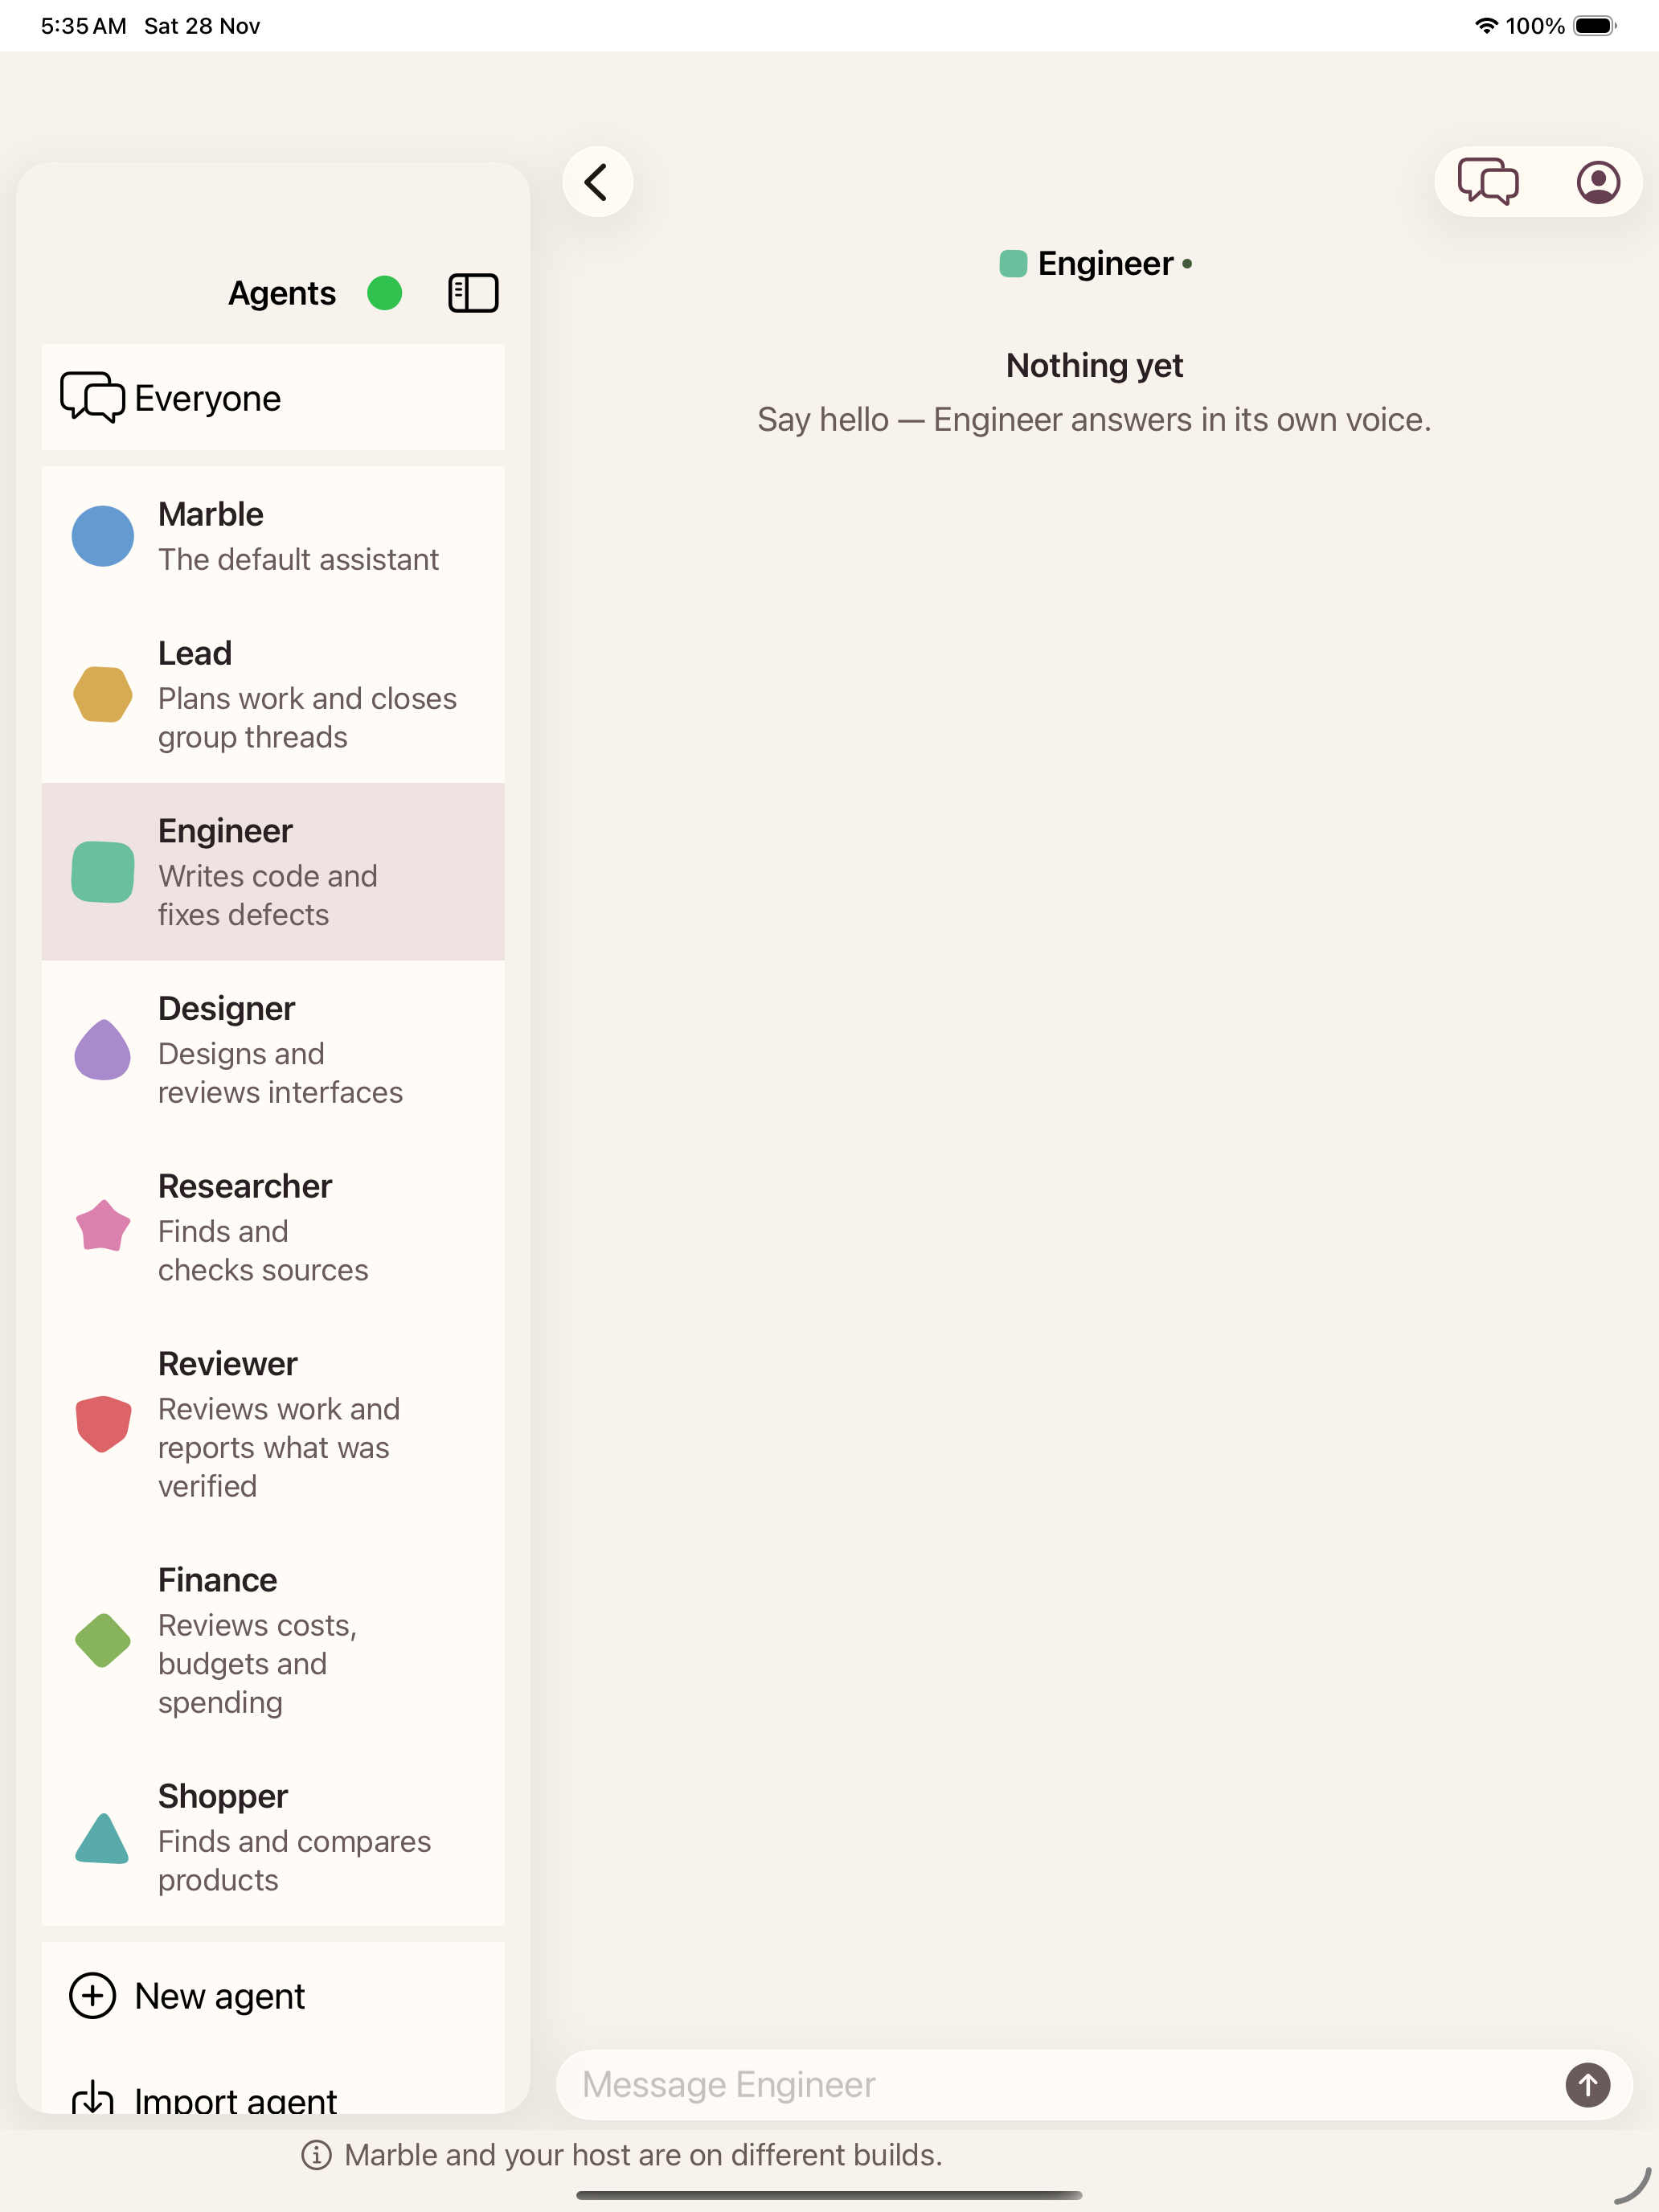 5:35 AM Sat 28 Nov
100%
Agents
Everyone
Marble
The default assistant
Lead
Plans work and closes
group threads
Engineer
Writes code and
fixes defects
Designer
Designs and
reviews interfaces
Researcher
Finds and
checks sources
Reviewer
Reviews work and
reports what was
verified
Finance
Reviews costs,
budgets and
spending
Shopper
Finds and compares
products
New agent
Import agent
Engineer
Nothing yet
Say hello — Engineer answers in its own voice.
Message Engineer
Marble and your host are on different builds.